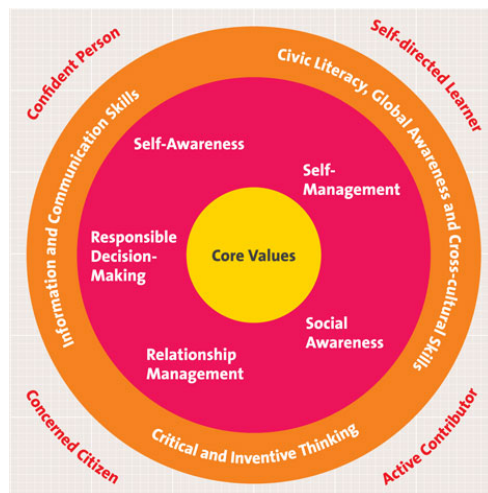 Confident Person
Self-directed Learner
Information and Communication Skills
Civic Literacy, Global Awareness and Cross-cultural Skills
Self-Awareness
Self-
Management
Responsible
Decision-
Making
Core Values
Social
Awareness
Relationship
Management
Critical and Inventive Thinking
Concerned Citizen
Active Contributor